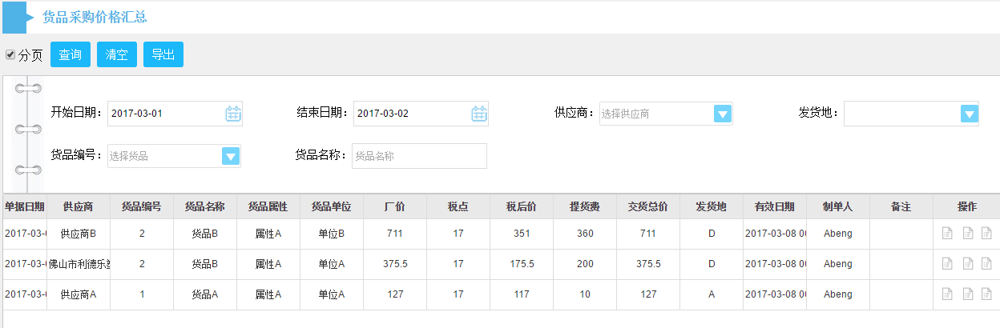 货品采购价格汇总
分页 查询 清空 导出
开始日期： 2017-03-01 结束日期： 2017-03-02 供应商： 选择供应商 发货地：
货品编号： 选择货品 货品名称： 货品名称
单据日期 供应商 货品编号 货品名称 货品属性 货品单位 厂价 税点 税后价 提货费 交货总价 发货地 有效日期 制单人 备注 操作
2017-03- 供应商B 2 货品B 属性A 单位B 711 17 351 360 711 D 2017-03-08 0 Abeng
2017-03- 佛山市利德乐 2 货品B 属性A 单位A 375.5 17 175.5 200 375.5 D 2017-03-08 0 Abeng
2017-03- 供应商A 1 货品A 属性A 单位A 127 17 117 10 127 A 2017-03-08 0 Abeng